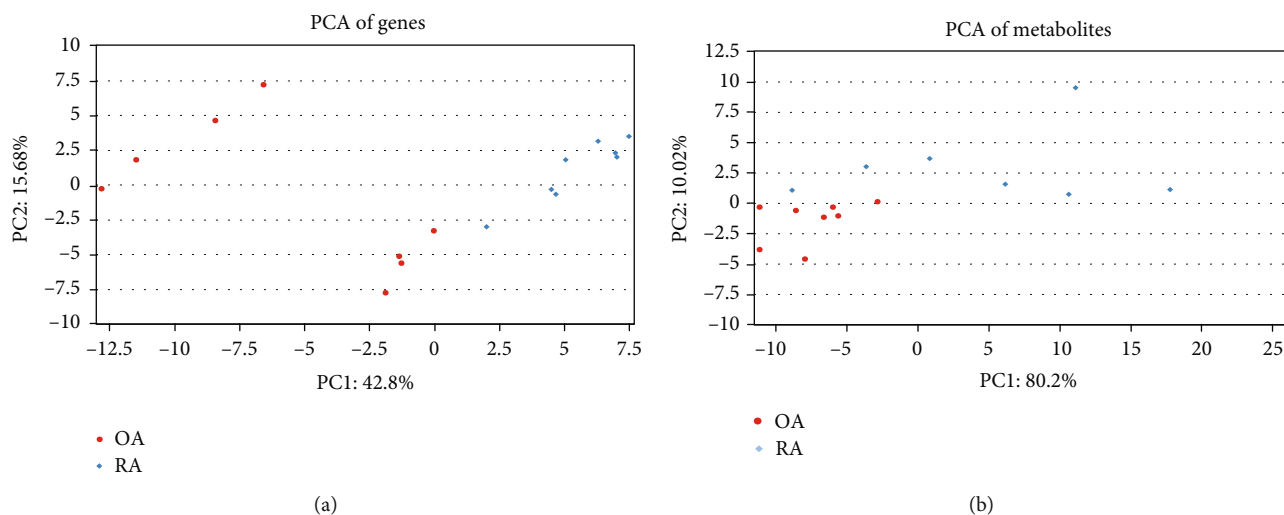 PCA of genes
10
7.5
5
2.5
0
−2.5
−5
−7.5
−10
PC2: 15.68%
−12.5 −10 −7.5 −2.5 0 2.5 5 7.5
PC1: 42.8%
OA
RA
(a)
PCA of metabolites
12.5
10
7.5
5
2.5
0
−2.5
−5
−7.5
−10
PC2: 10.02%
−10 −5 0 5 10 15 20 25
PC1: 80.2%
OA
RA
(b)